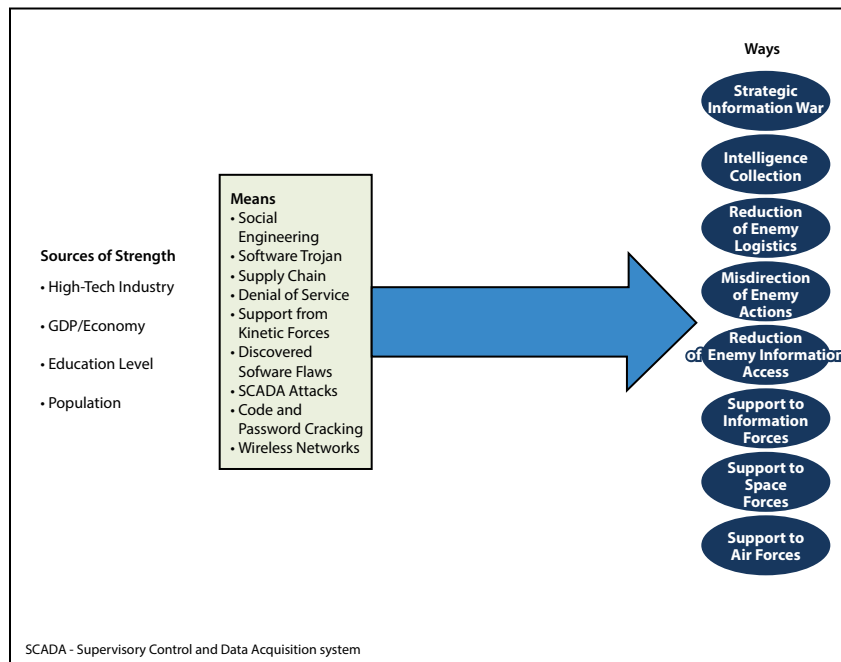 Sources of Strength
• High-Tech Industry
• GDP/Economy
• Education Level
• Population
Means
• Social
Engineering
• Software Trojan
• Supply Chain
• Denial of Service
• Support from
Kinetic Forces
• Discovered
Sofware Flaws
• SCADA Attacks
• Code and
Password Cracking
• Wireless Networks
Ways
Strategic
Information War
Intelligence
Collection
Reduction
of Enemy
Logistics
Misdirection
of Enemy
Actions
Reduction
of Enemy Information
Access
Support to
Information
Forces
Support to
Space
Forces
Support to
Air Forces
SCADA - Supervisory Control and Data Acquisition system